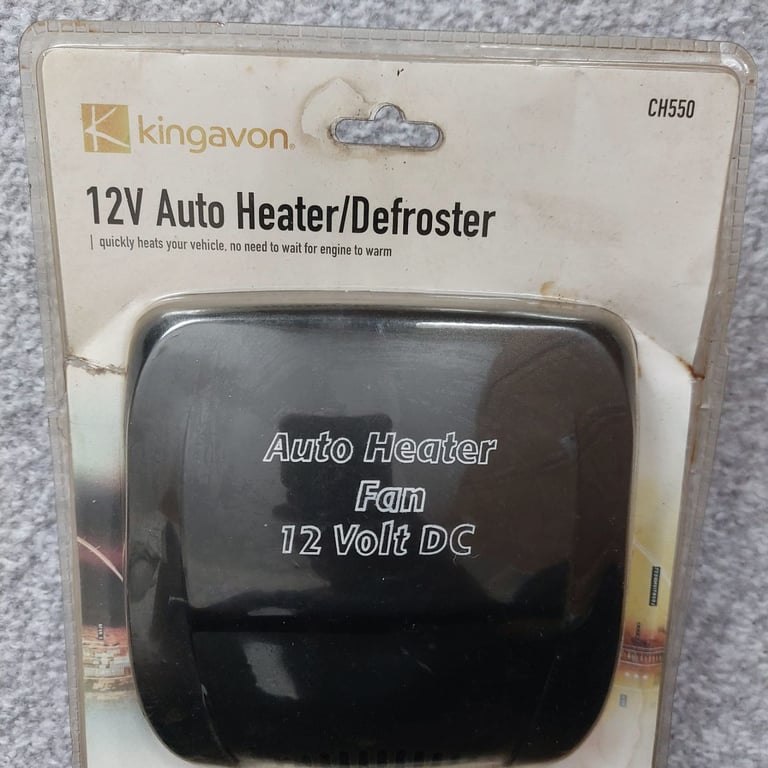 kingavon®
CH550
12V Auto Heater/Defroster
quickly heats your vehicle, no need to wait for engine to warm
Auto Heater
Fan
12 Volt DC